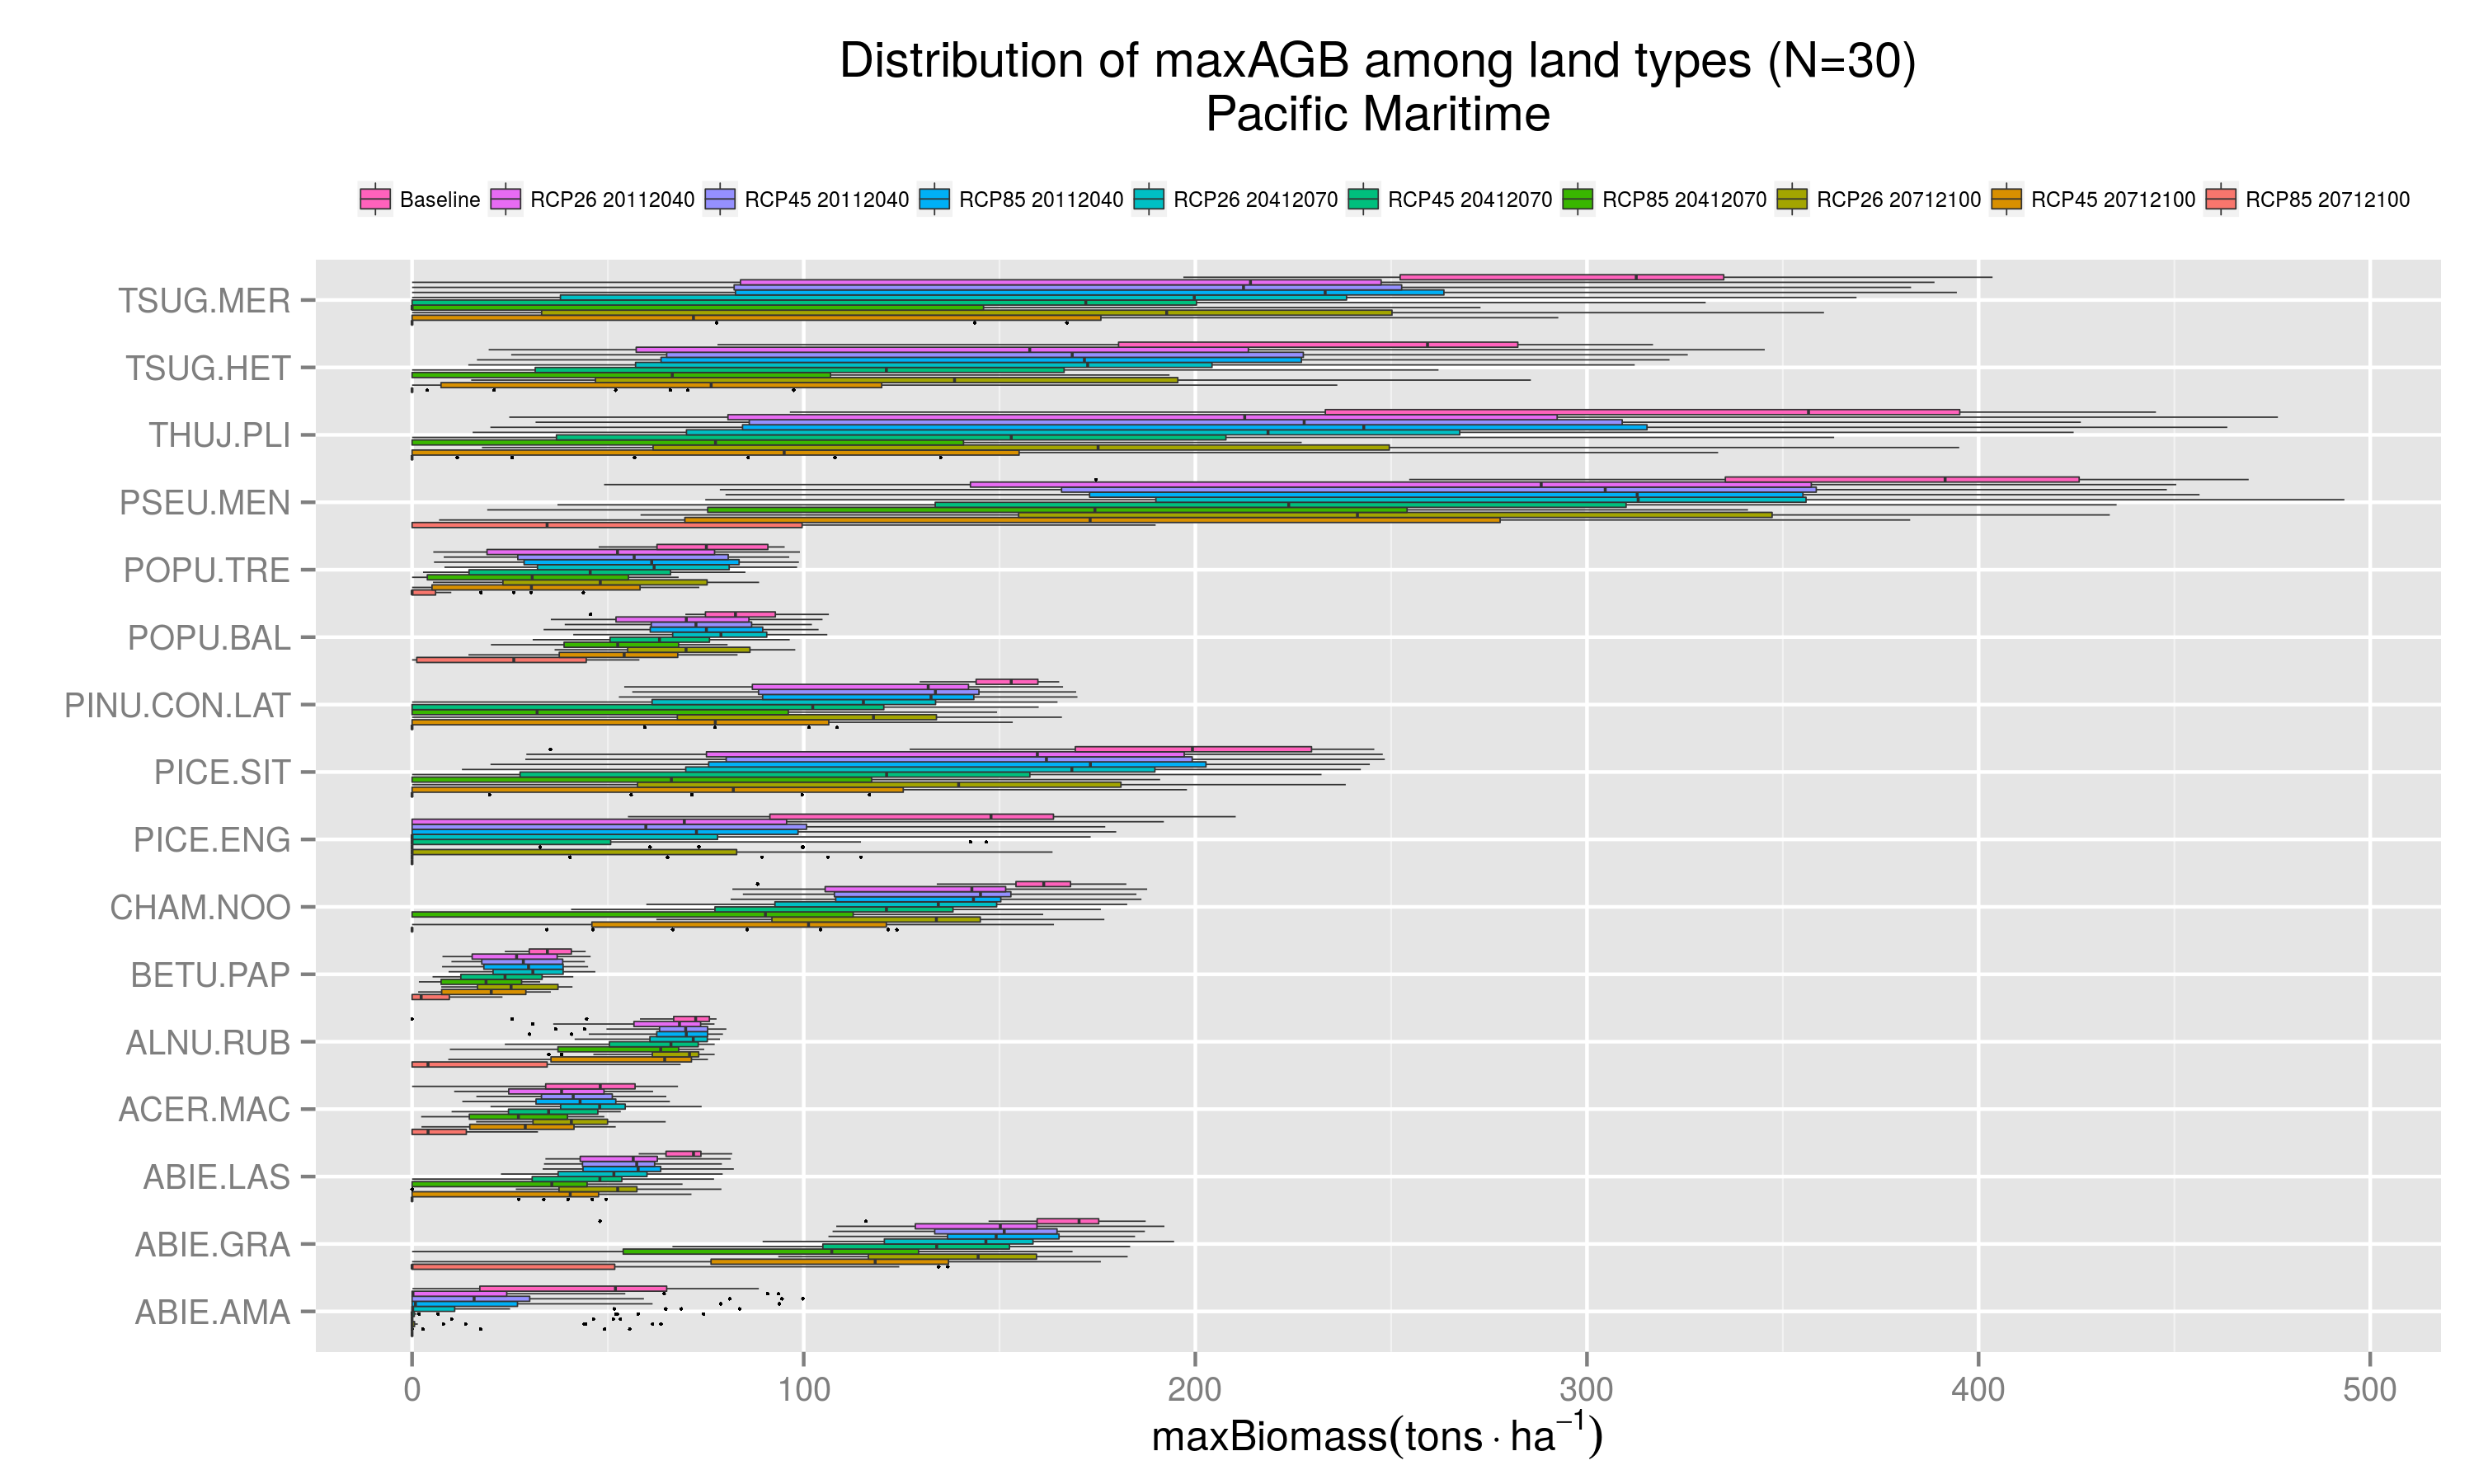 Distribution of maxAGB among land types (N=30)
Pacific Maritime
Baseline RCP26 20112040 RCP45 20112040 RCP85 20112040 RCP26 20412070 RCP45 20412070 RCP85 20412070 RCP26 20712100 RCP45 20712100 RCP85 20712100
TSUG.MER
TSUG.HET
THUJ.PLI
PSEU.MEN
POPU.TRE
POPU.BAL
PINU.CON.LAT
PICE.SIT
PICE.ENG
CHAM.NOO
BETU.PAP
ALNU.RUB
ACER.MAC
ABIE.LAS
ABIE.GRA
ABIE.AMA
0 100 200 300 400 500
maxBiomass(tons · ha⁻¹)